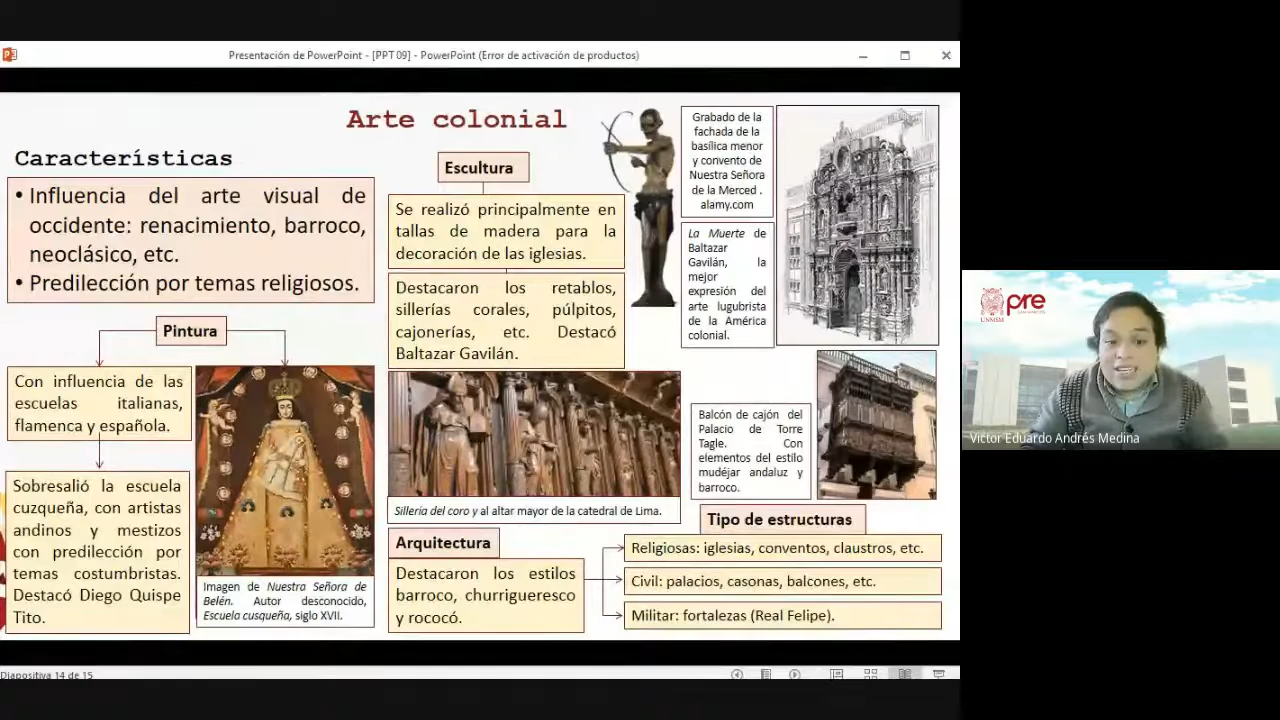 Presentación de PowerPoint - [PPT 09] - PowerPoint (Error de activación de productos)
Arte colonial
Características
• Influencia del arte visual de
occidente: renacimiento, barroco,
neoclásico, etc.
• Predilección por temas religiosos.
Pintura
Con influencia de las
escuelas italianas,
flamenca y española.
Sobresalió la escuela
cuzqueña, con artistas
andinos y mestizos
con predilección por
temas costumbristas.
Destacó Diego Quispe
Tito.
Imagen de Nuestra Señora de
Belén. Autor desconocido,
Escuela cusqueña, siglo XVII.
Escultura
Se realizó principalmente en
tallas de madera para la
decoración de las iglesias.
Destacaron los retablos,
sillerías corales, púlpitos,
cajonerías, etc. Destacó
Baltazar Gavilán.
Sillería del coro y al altar mayor de la catedral de Lima.
Grabado de la
fachada de la
basílica menor
y convento de
Nuestra Señora
de la Merced .
alamy.com
La Muerte de
Baltazar
Gavilán, la
mejor
expresión del
arte lugubrista
de la América
colonial.
Balcón de cajón del
Palacio de Torre
Tagle. Con
elementos del estilo
mudéjar andaluz y
barroco.
Arquitectura
Destacaron los estilos
barroco, churrigueresco
y rococó.
Tipo de estructuras
Religiosas: iglesias, conventos, claustros, etc.
Civil: palacios, casonas, balcones, etc.
Militar: fortalezas (Real Felipe).
Diapositiva 14 de 15
pre
UNMSM
Victor Eduardo Andrés Medina